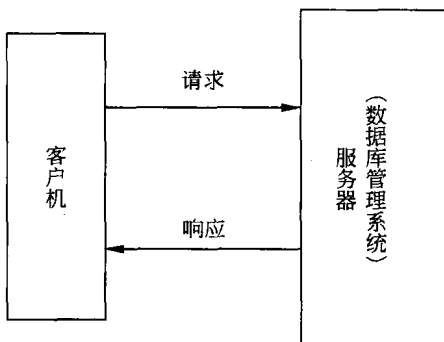 请求
客户机
服务器
（数据库管理系统）
响应